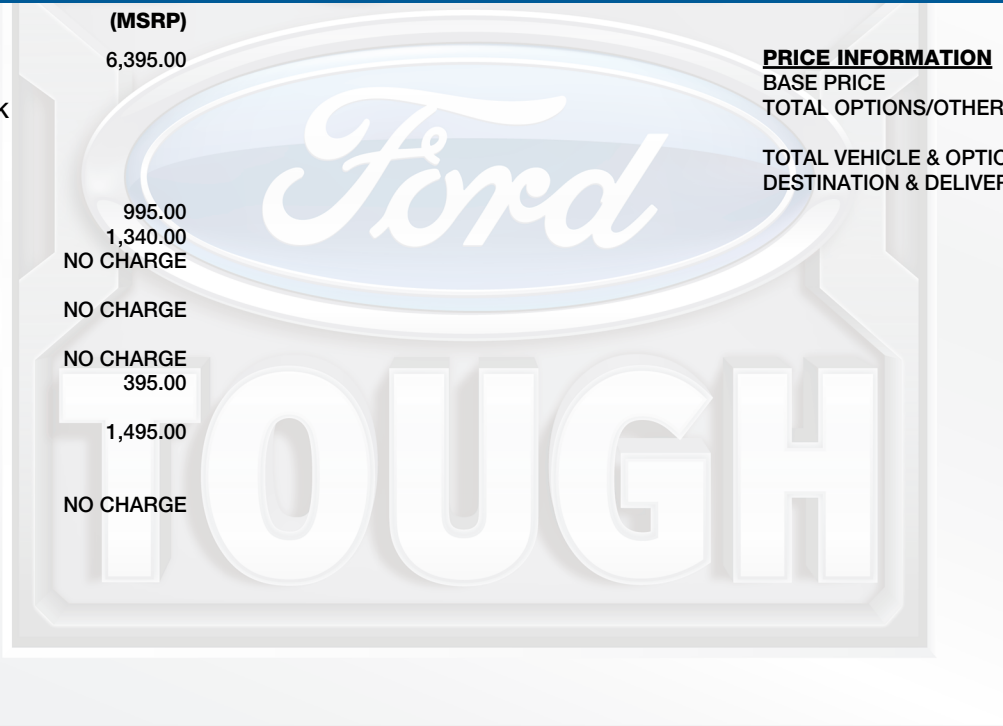 (MSRP)
6,395.00
K
995.00
1,340.00
NO CHARGE
NO CHARGE
NO CHARGE
395.00
1,495.00
NO CHARGE
PRICE INFORMATION
BASE PRICE
TOTAL OPTIONS/OTHER
TOTAL VEHICLE & OPTIO
DESTINATION & DELIVER
Ford
TOUGH